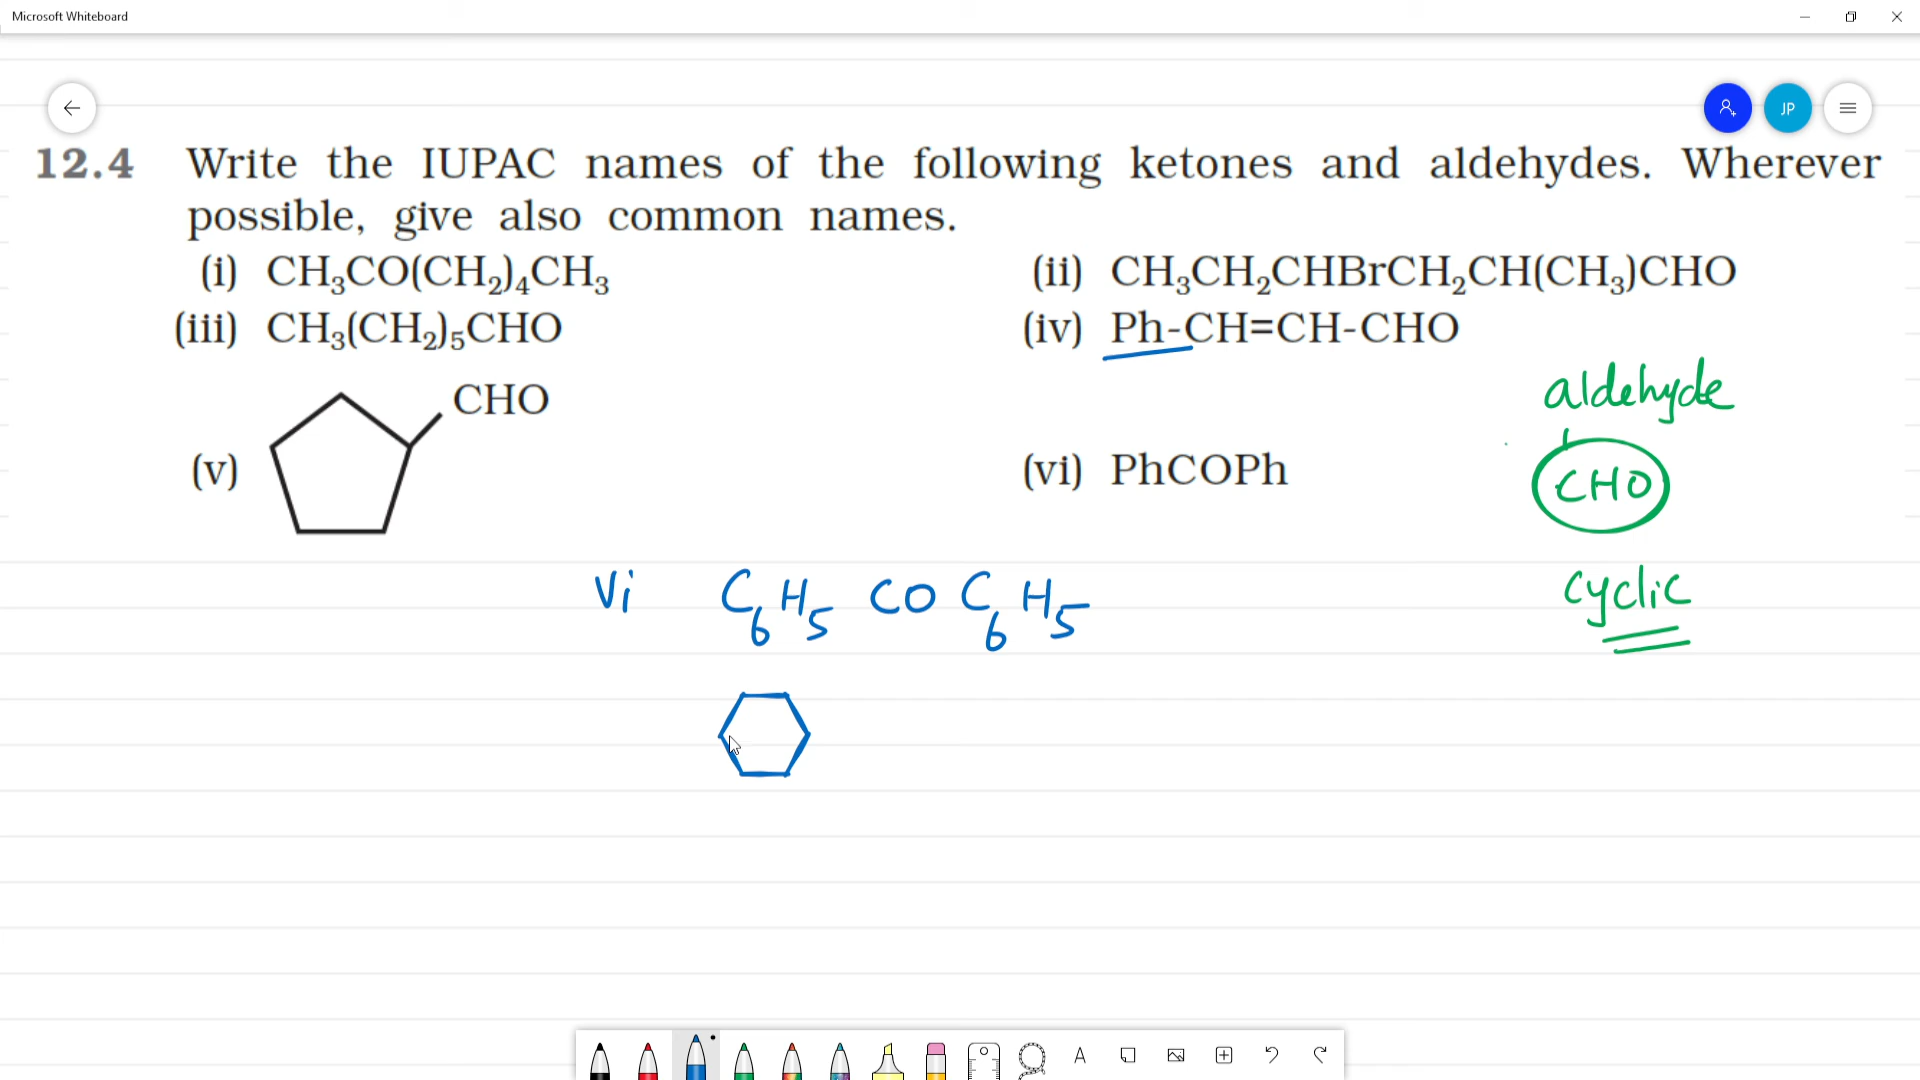 Microsoft Whiteboard
JP
12.4 Write the IUPAC names of the following ketones and aldehydes. Wherever
possible, give also common names.
(i) CH₃CO(CH₂)₄CH₃ (ii) CH₃CH₂CHBrCH₂CH(CH₃)CHO
(iii) CH₃(CH₂)₅CHO (iv) Ph-CH=CH-CHO
aldehyde
CHO
(v) (vi) PhCOPh
CHO
Vi C₆H₅ CO C₆H₅
cyclic
A